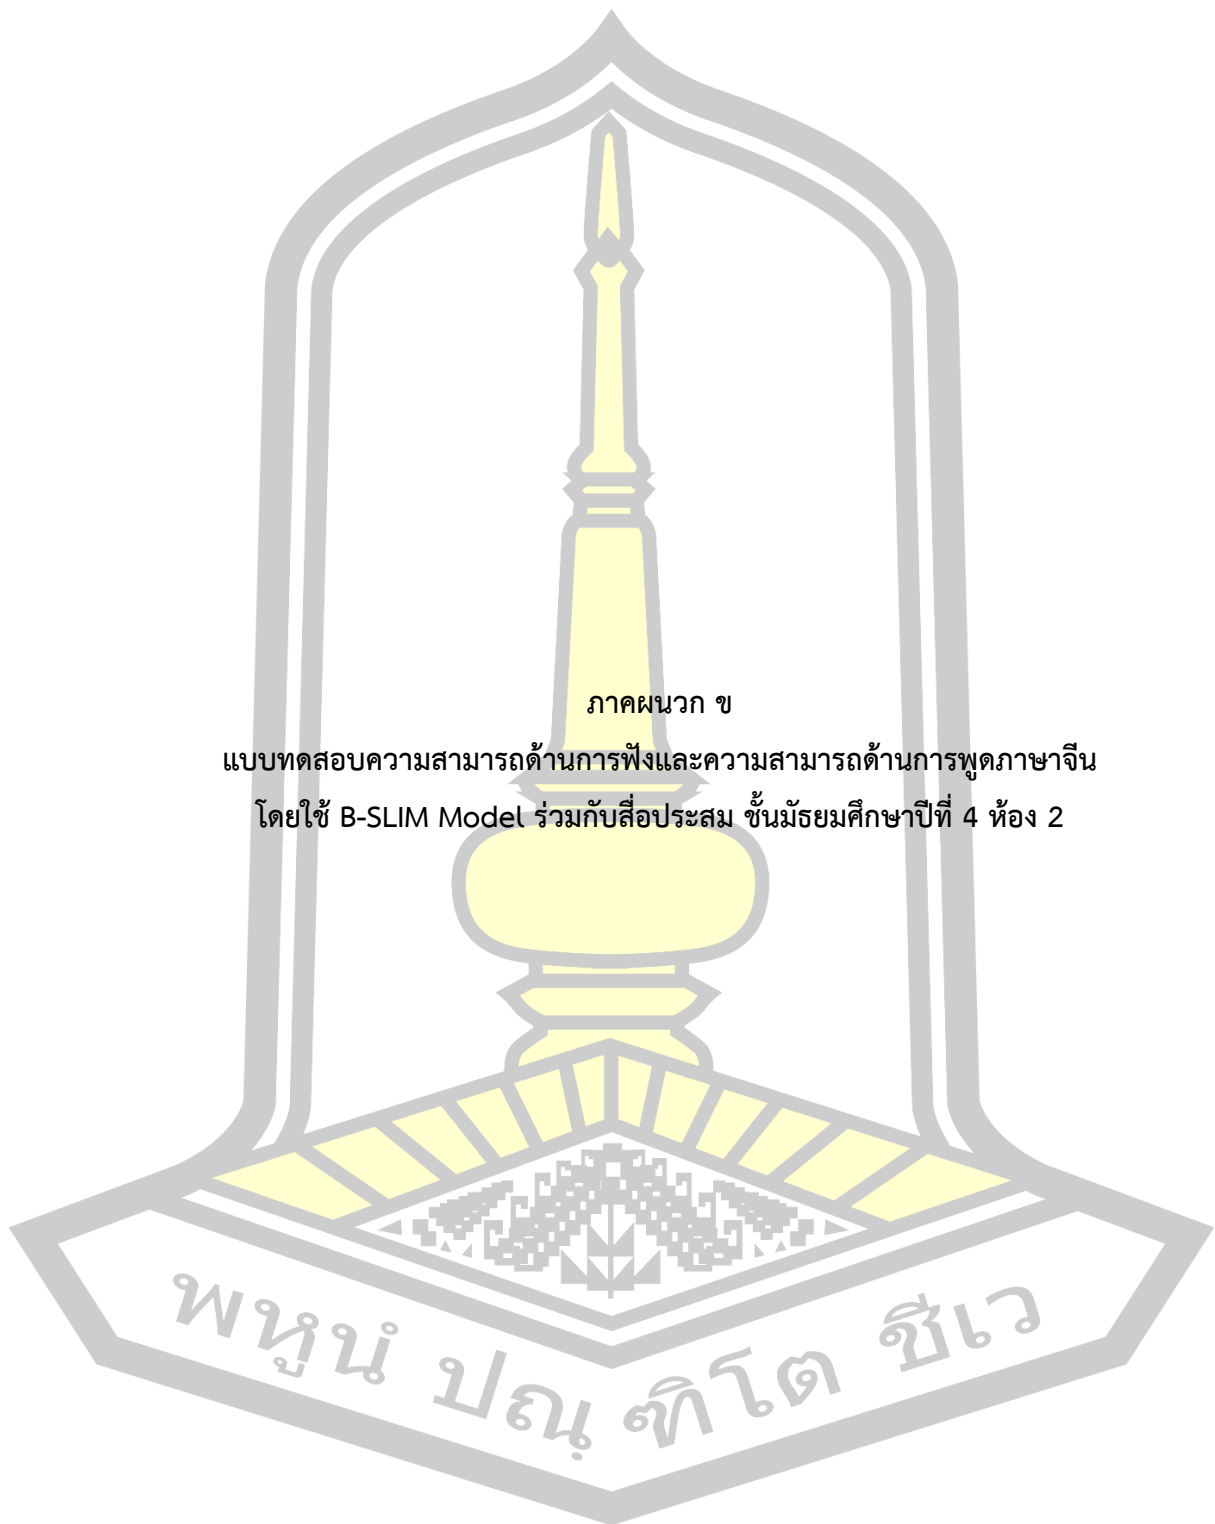 ภาคผนวก ข
แบบทดสอบความสามารถด้านการฟังและความสามารถด้านการพูดภาษาจีน
โดยใช้ B-SLIM Model ร่วมกับสื่อประสม ชั้นมัธยมศึกษาปีที่ 4 ห้อง 2
พหูนํ ปณฺฑิโต ชีเว